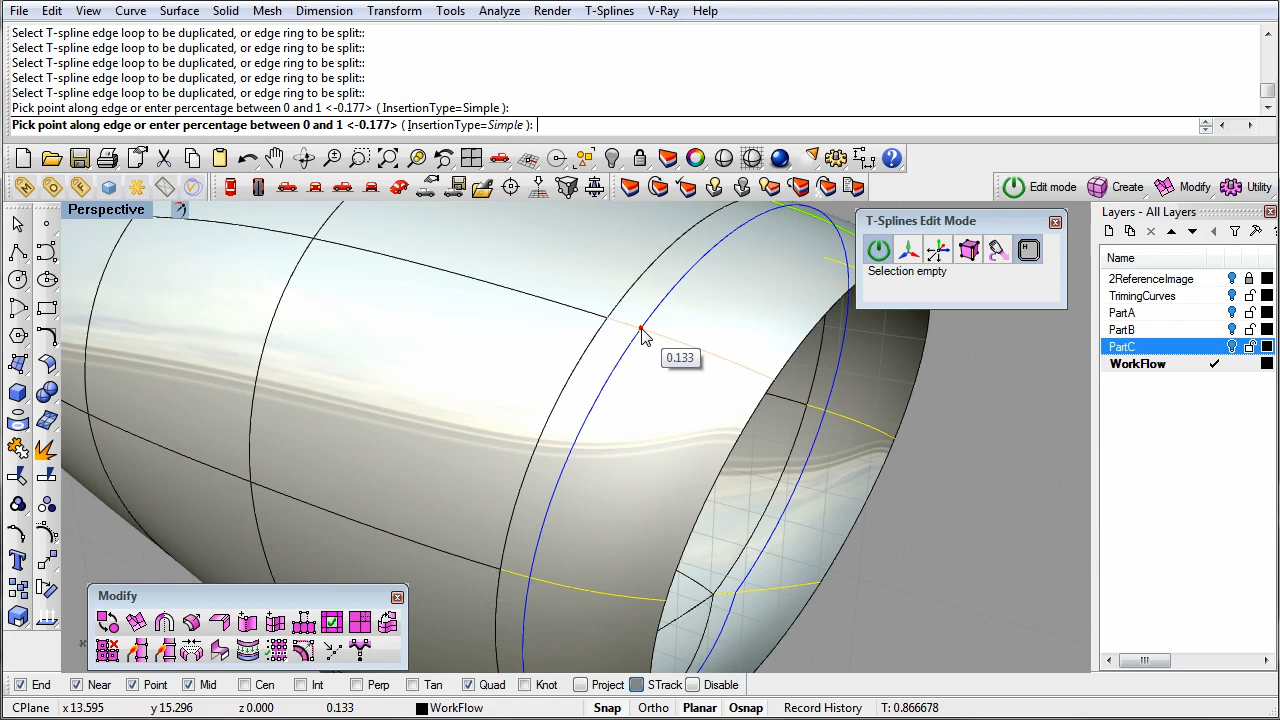 File Edit View Curve Surface Solid Mesh Dimension Transform Tools Analyze Render T-Splines V-Ray Help
Select T-spline edge loop to be duplicated, or edge ring to be split::
Select T-spline edge loop to be duplicated, or edge ring to be split::
Select T-spline edge loop to be duplicated, or edge ring to be split::
Select T-spline edge loop to be duplicated, or edge ring to be split::
Select T-spline edge loop to be duplicated, or edge ring to be split::
Pick point along edge or enter percentage between 0 and 1 <-0.177> ( InsertionType=Simple ):
Pick point along edge or enter percentage between 0 and 1 <-0.177> ( InsertionType=Simple ):
Edit mode Create Modify Utility
Perspective
T-Splines Edit Mode
Selection empty
Layers - All Layers
Name
2ReferenceImage
TrimingCurves
PartA
PartB
PartC
WorkFlow
0.133
Modify
End Near Point Mid Cen Int Perp Tan Quad Knot Project STrack Disable
CPlane x 13.595 y 15.296 z 0.000 0.133 WorkFlow Snap Ortho Planar Osnap Record History T: 0.866678